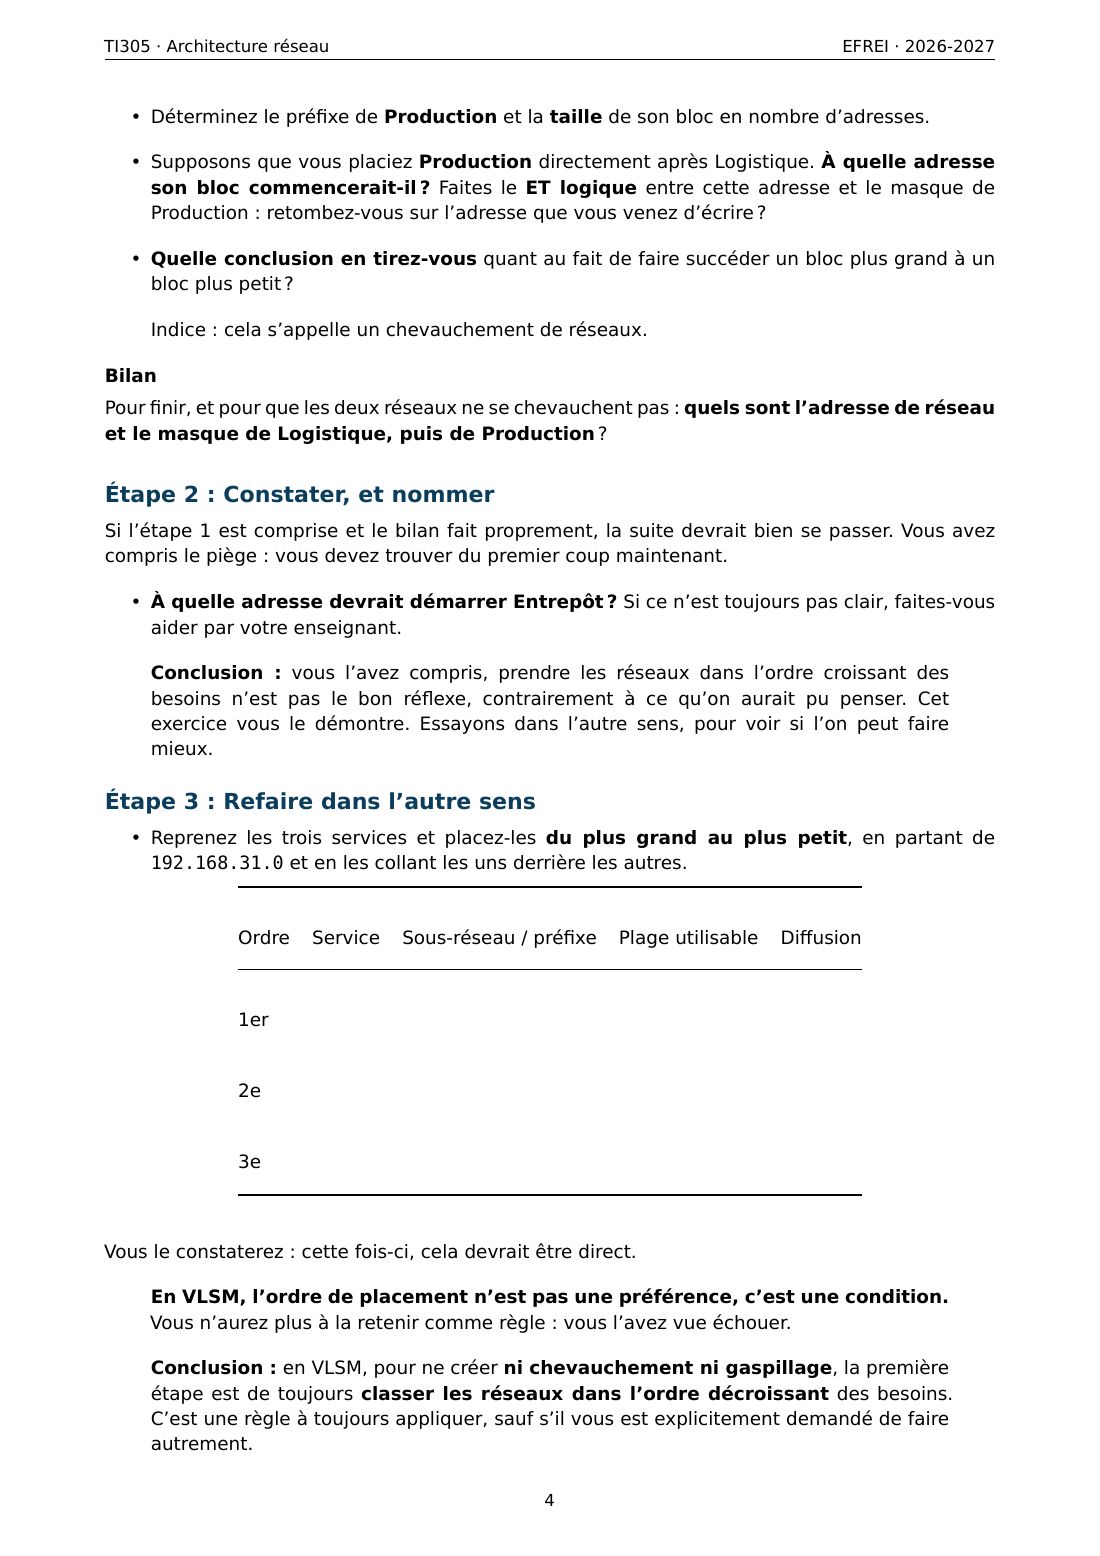 TI305 · Architecture réseau
EFREI · 2026-2027
• Déterminez le préfixe de Production et la taille de son bloc en nombre d’adresses.
• Supposons que vous placiez Production directement après Logistique. À quelle adresse
son bloc commencerait-il ? Faites le ET logique entre cette adresse et le masque de
Production : retombez-vous sur l’adresse que vous venez d’écrire ?
• Quelle conclusion en tirez-vous quant au fait de faire succéder un bloc plus grand à un
bloc plus petit ?
Indice : cela s’appelle un chevauchement de réseaux.
Bilan
Pour finir, et pour que les deux réseaux ne se chevauchent pas : quels sont l’adresse de réseau
et le masque de Logistique, puis de Production ?
Étape 2 : Constater, et nommer
Si l’étape 1 est comprise et le bilan fait proprement, la suite devrait bien se passer. Vous avez
compris le piège : vous devez trouver du premier coup maintenant.
• À quelle adresse devrait démarrer Entrepôt ? Si ce n’est toujours pas clair, faites-vous
aider par votre enseignant.
Conclusion : vous l’avez compris, prendre les réseaux dans l’ordre croissant des
besoins n’est pas le bon réflexe, contrairement à ce qu’on aurait pu penser. Cet
exercice vous le démontre. Essayons dans l’autre sens, pour voir si l’on peut faire
mieux.
Étape 3 : Refaire dans l’autre sens
• Reprenez les trois services et placez-les du plus grand au plus petit, en partant de
192.168.31.0 et en les collant les uns derrière les autres.
Ordre Service Sous-réseau / préfixe Plage utilisable Diffusion
1er
2e
3e
Vous le constaterez : cette fois-ci, cela devrait être direct.
En VLSM, l’ordre de placement n’est pas une préférence, c’est une condition.
Vous n’aurez plus à la retenir comme règle : vous l’avez vue échouer.
Conclusion : en VLSM, pour ne créer ni chevauchement ni gaspillage, la première
étape est de toujours classer les réseaux dans l’ordre décroissant des besoins.
C’est une règle à toujours appliquer, sauf s’il vous est explicitement demandé de faire
autrement.
4